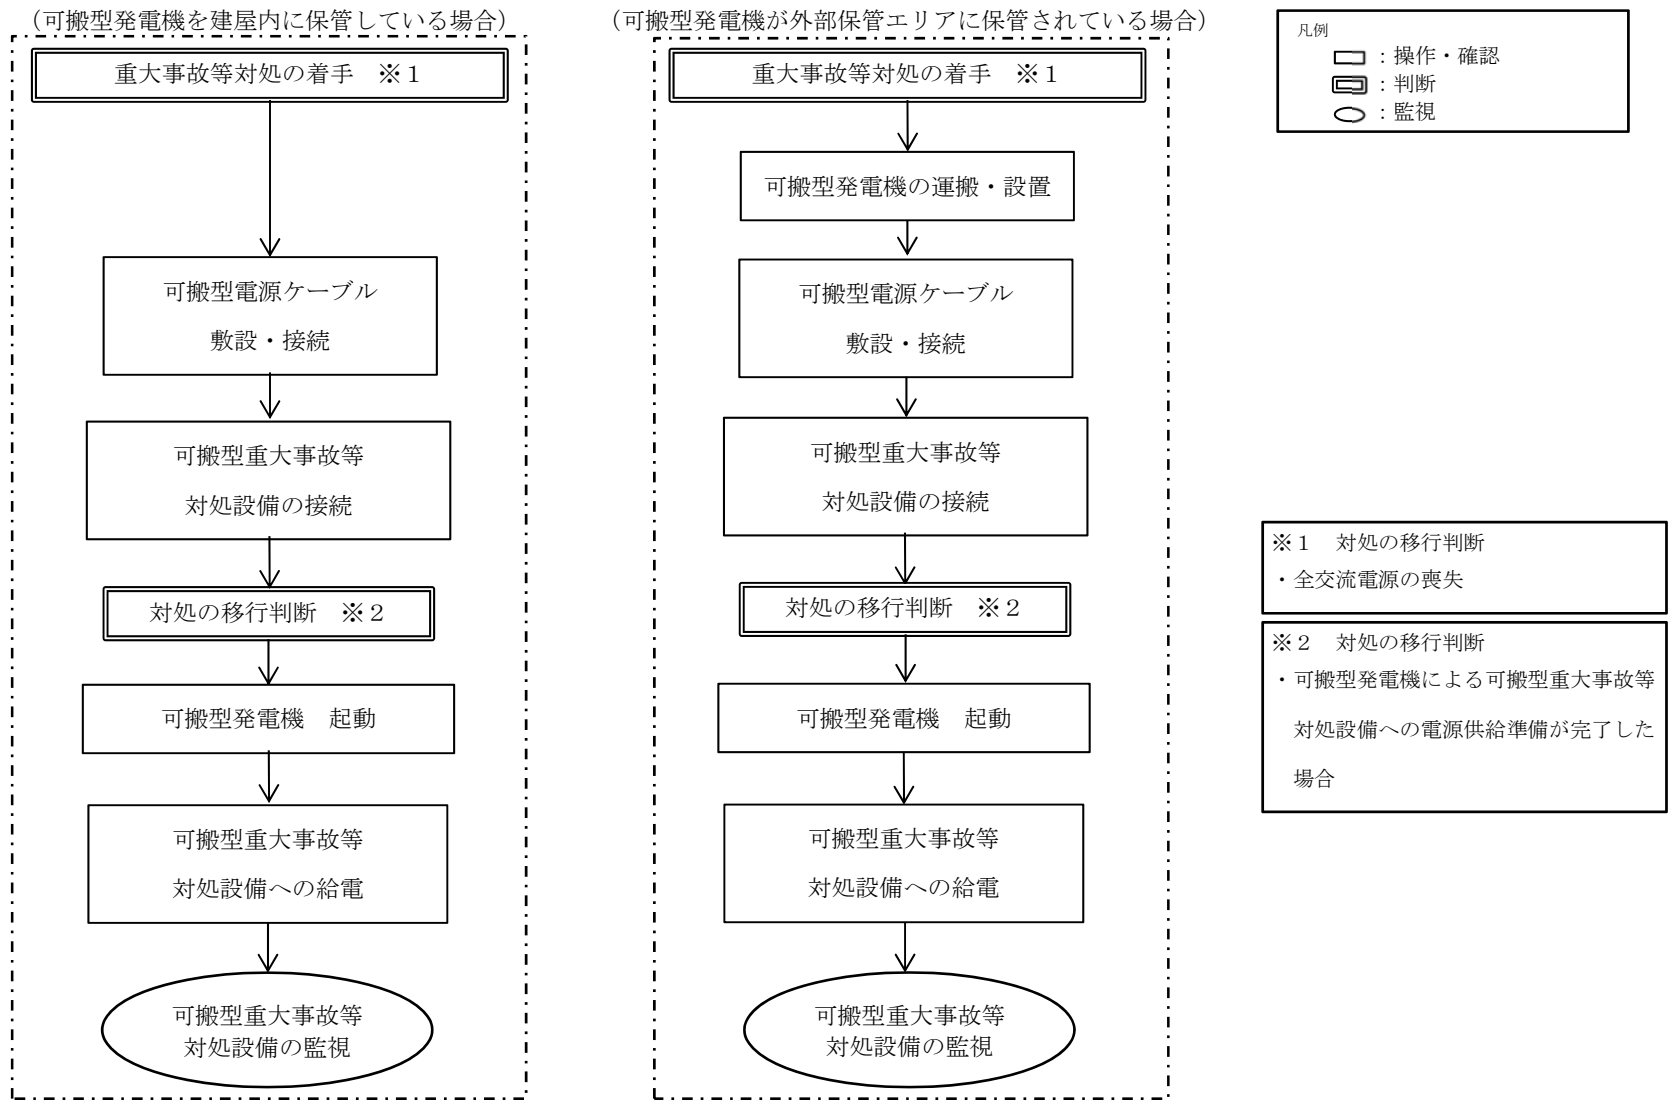 （可搬型発電機を建屋内に保管している場合）
重大事故等対処の着手　※１
可搬型電源ケーブル
敷設・接続
可搬型重大事故等
対処設備の接続
対処の移行判断　※２
可搬型発電機　起動
可搬型重大事故等
対処設備への給電
可搬型重大事故等
対処設備の監視
（可搬型発電機が外部保管エリアに保管されている場合）
重大事故等対処の着手　※１
可搬型発電機の運搬・設置
可搬型電源ケーブル
敷設・接続
可搬型重大事故等
対処設備の接続
対処の移行判断　※２
可搬型発電機　起動
可搬型重大事故等
対処設備への給電
可搬型重大事故等
対処設備の監視
凡例
：操作・確認
：判断
：監視
※１　対処の移行判断
・全交流電源の喪失
※２　対処の移行判断
・可搬型発電機による可搬型重大事故等
対処設備への電源供給準備が完了した
場合